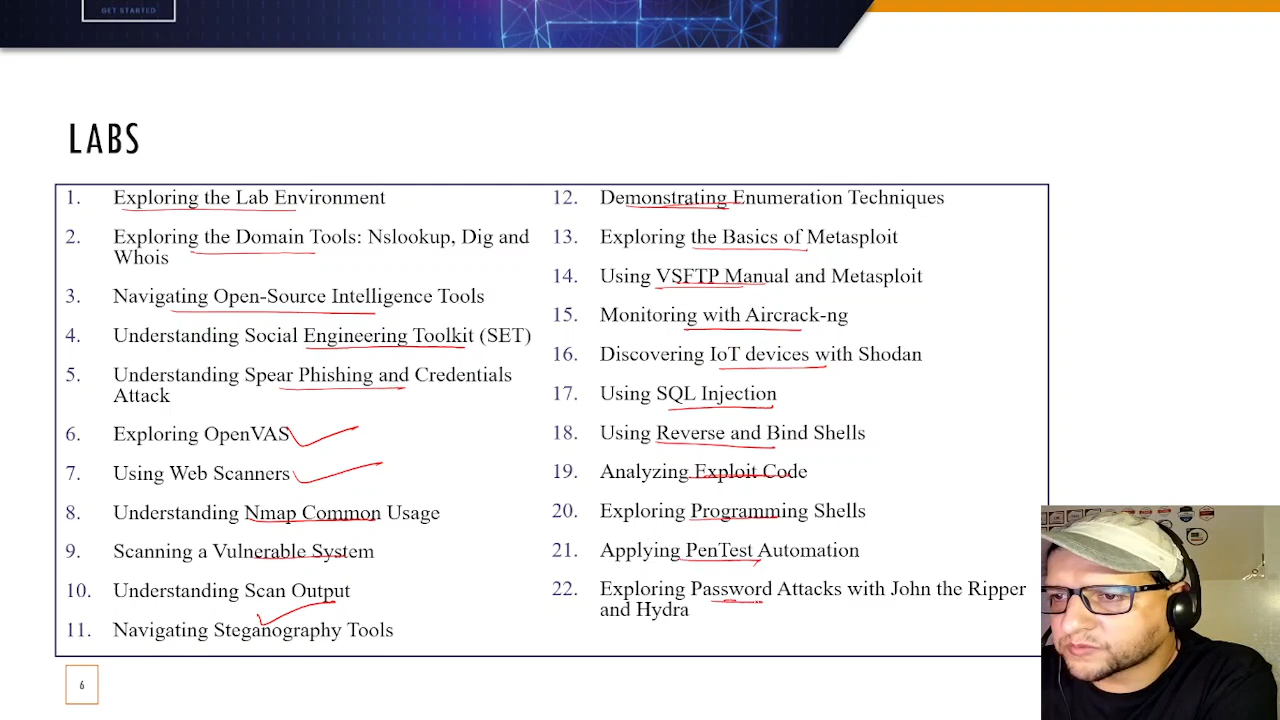 GET STARTED
LABS
1. Exploring the Lab Environment
2. Exploring the Domain Tools: Nslookup, Dig and
Whois
3. Navigating Open-Source Intelligence Tools
4. Understanding Social Engineering Toolkit (SET)
5. Understanding Spear Phishing and Credentials
Attack
6. Exploring OpenVAS
7. Using Web Scanners
8. Understanding Nmap Common Usage
9. Scanning a Vulnerable System
10. Understanding Scan Output
11. Navigating Steganography Tools
12. Demonstrating Enumeration Techniques
13. Exploring the Basics of Metasploit
14. Using VSFTP Manual and Metasploit
15. Monitoring with Aircrack-ng
16. Discovering IoT devices with Shodan
17. Using SQL Injection
18. Using Reverse and Bind Shells
19. Analyzing Exploit Code
20. Exploring Programming Shells
21. Applying PenTest Automation
22. Exploring Password Attacks with John the Ripper
and Hydra
6